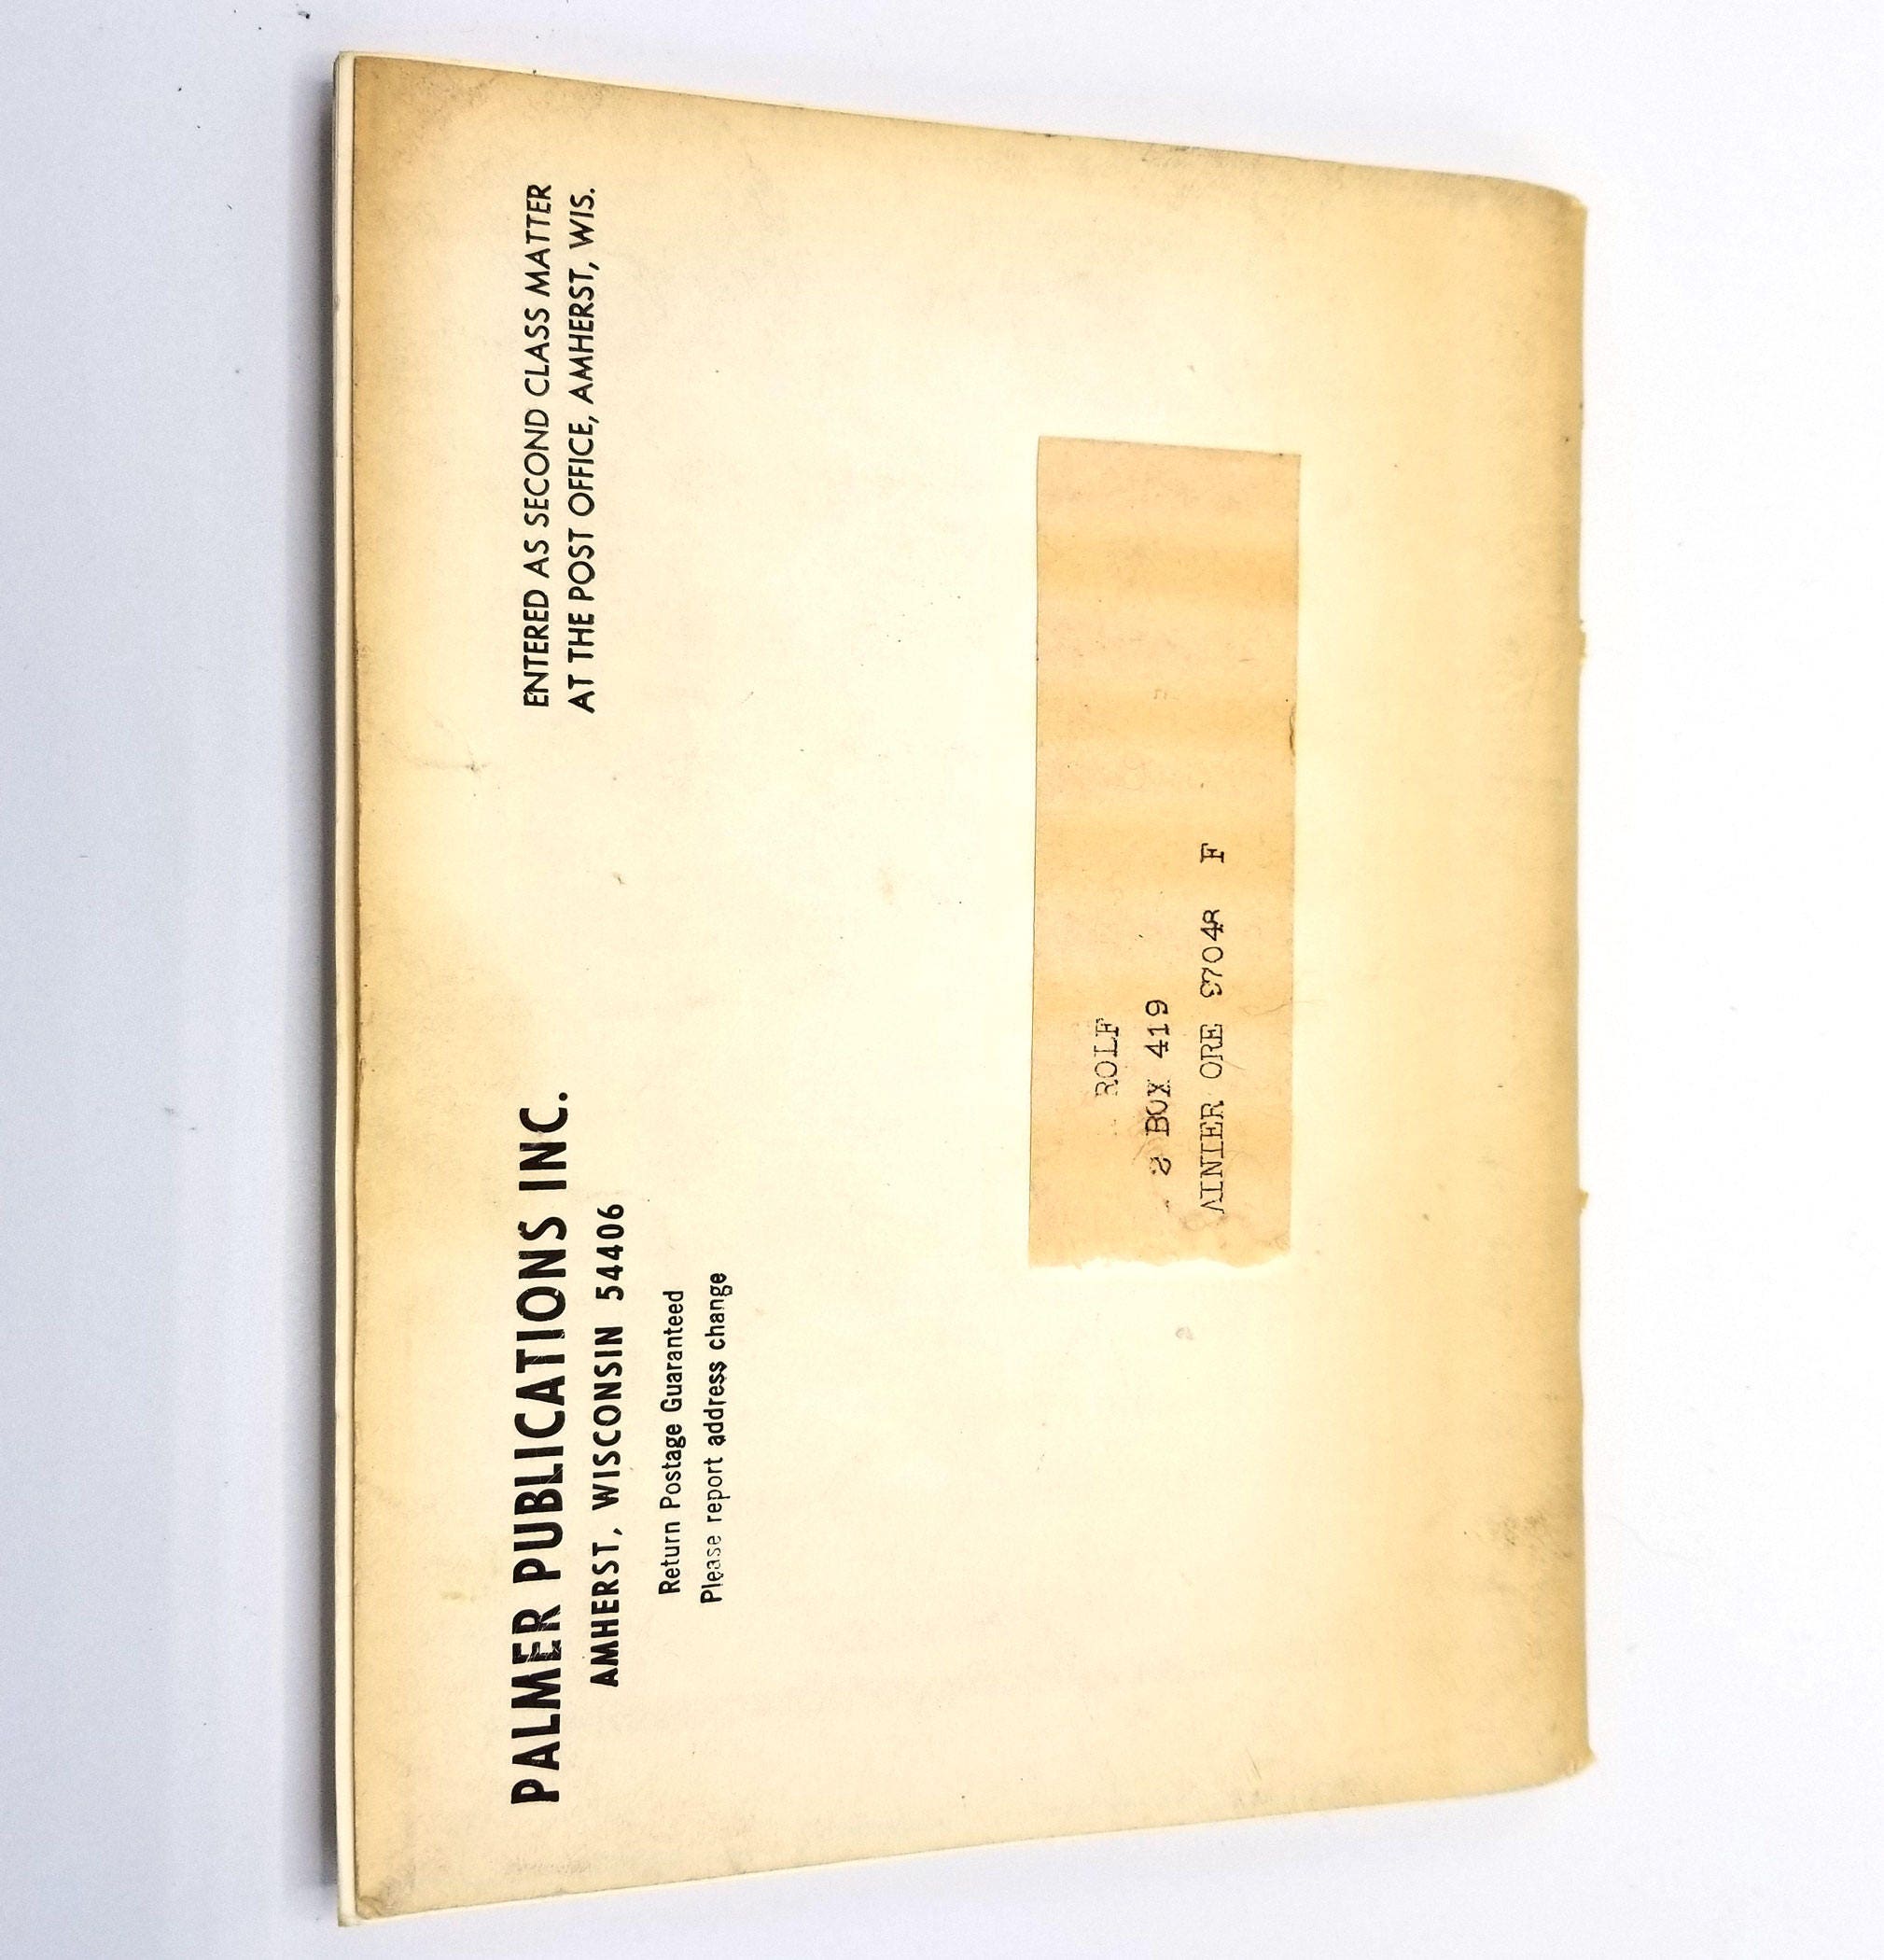 PALMER PUBLICATIONS INC.
AMHERST, WISCONSIN 54406
Return Postage Guaranteed
Please report address change
ENTERED AS SECOND CLASS MATTER
AT THE POST OFFICE, AMHERST, WIS.
ROLF
2 BOX 419
AINIER ORE 97048 F